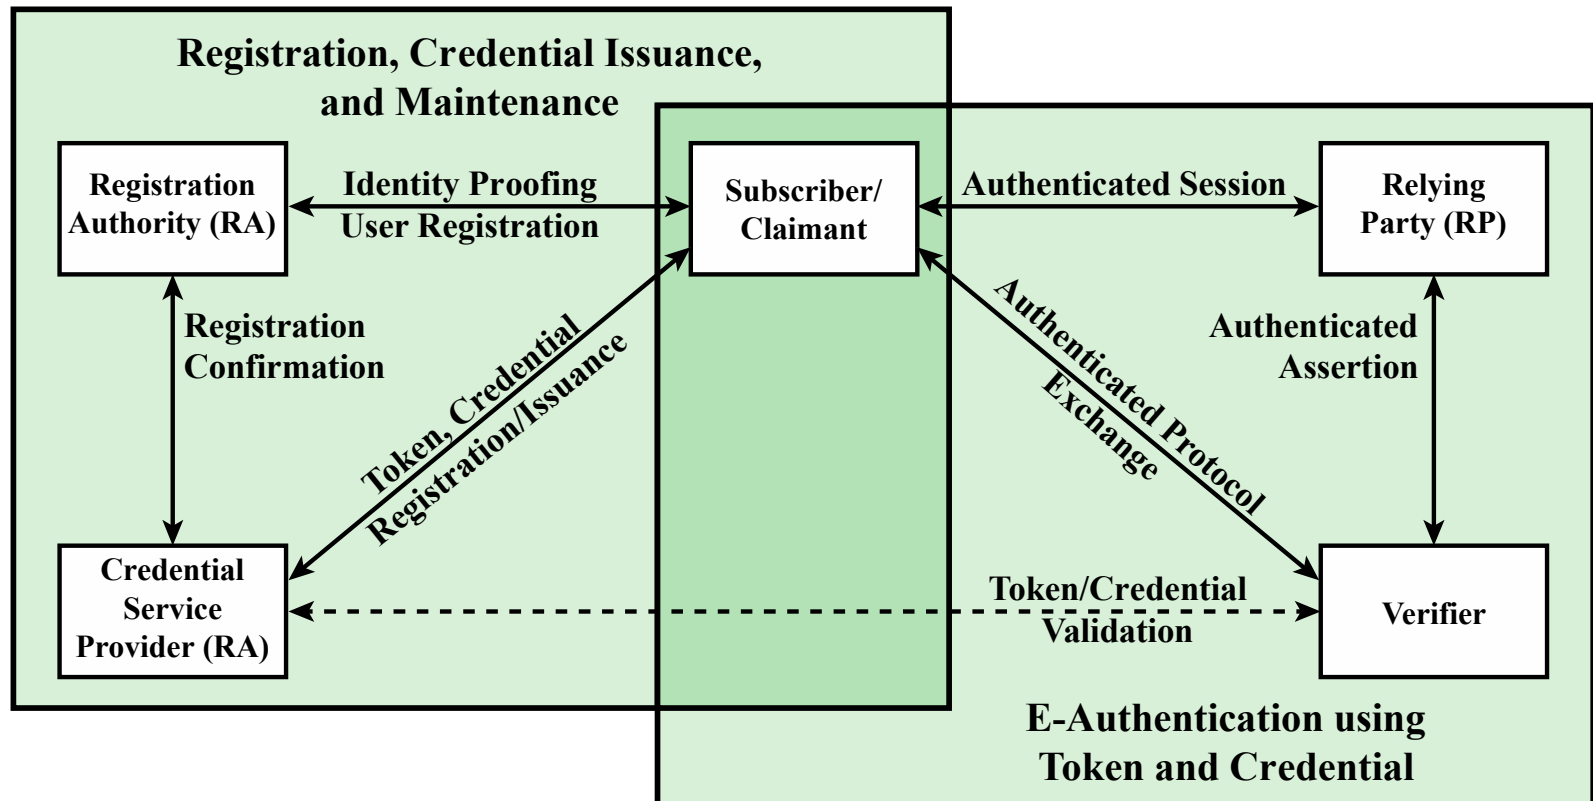 Registration, Credential Issuance,
and Maintenance
Registration
Authority (RA)
Identity Proofing
User Registration
Subscriber/
Claimant
Authenticated Session
Relying
Party (RP)
Registration
Confirmation
Token, Credential
Registration/Issuance
Authenticated Protocol
Exchange
Authenticated
Assertion
Credential
Service
Provider (RA)
Token/Credential
Validation
Verifier
E-Authentication using
Token and Credential